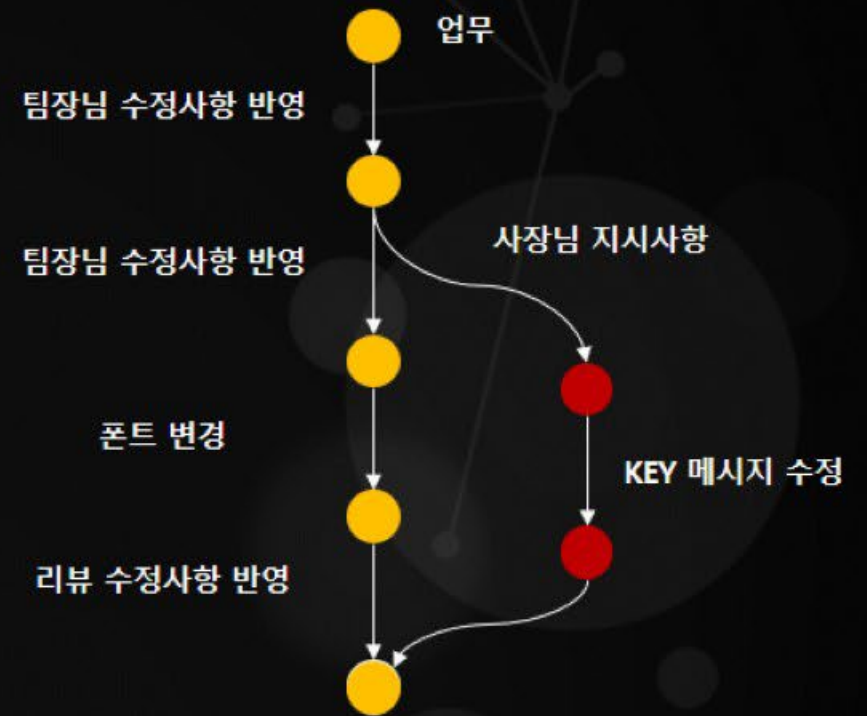 업무
팀장님 수정사항 반영
팀장님 수정사항 반영
사장님 지시사항
폰트 변경
KEY 메시지 수정
리뷰 수정사항 반영